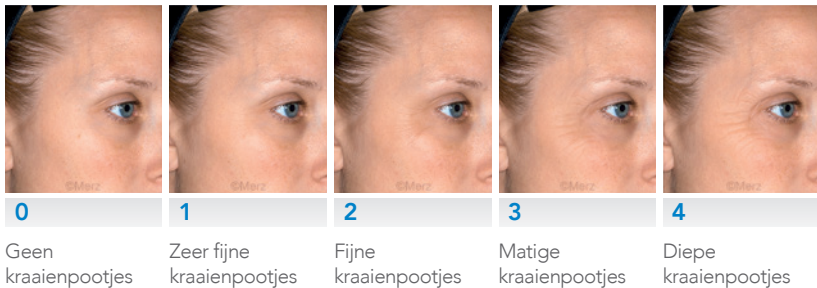 ©Merz
©Merz
©Merz
©Merz
©Merz
0
1
2
3
4
Geen
kraaienpootjes
Zeer fijne
kraaienpootjes
Fijne
kraaienpootjes
Matige
kraaienpootjes
Diepe
kraaienpootjes